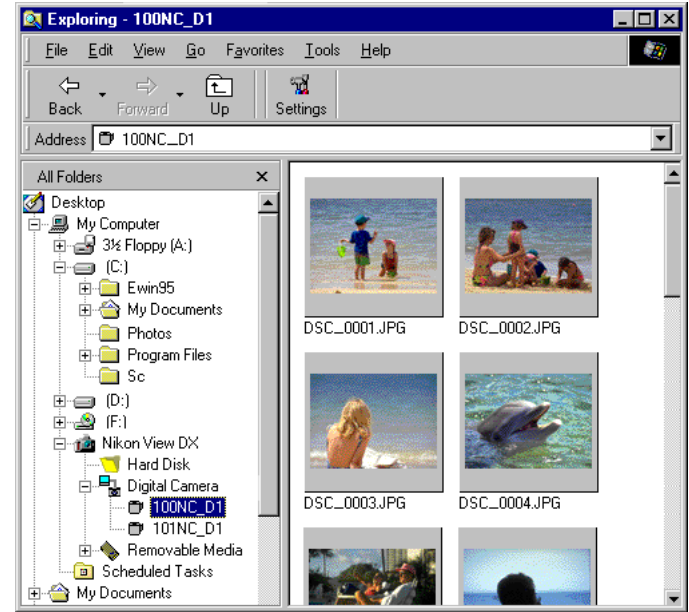 Exploring - 100NC_D1
File Edit View Go Favorites Tools Help
Back Forward Up Settings
Address 100NC_D1
All Folders
Desktop
My Computer
3½ Floppy (A:)
(C:)
Ewin95
My Documents
Photos
Program Files
Sc
(D:)
(F:)
Nikon View DX
Hard Disk
Digital Camera
100NC_D1
101NC_D1
Removable Media
Scheduled Tasks
My Documents
DSC_0001.JPG DSC_0002.JPG
DSC_0003.JPG DSC_0004.JPG